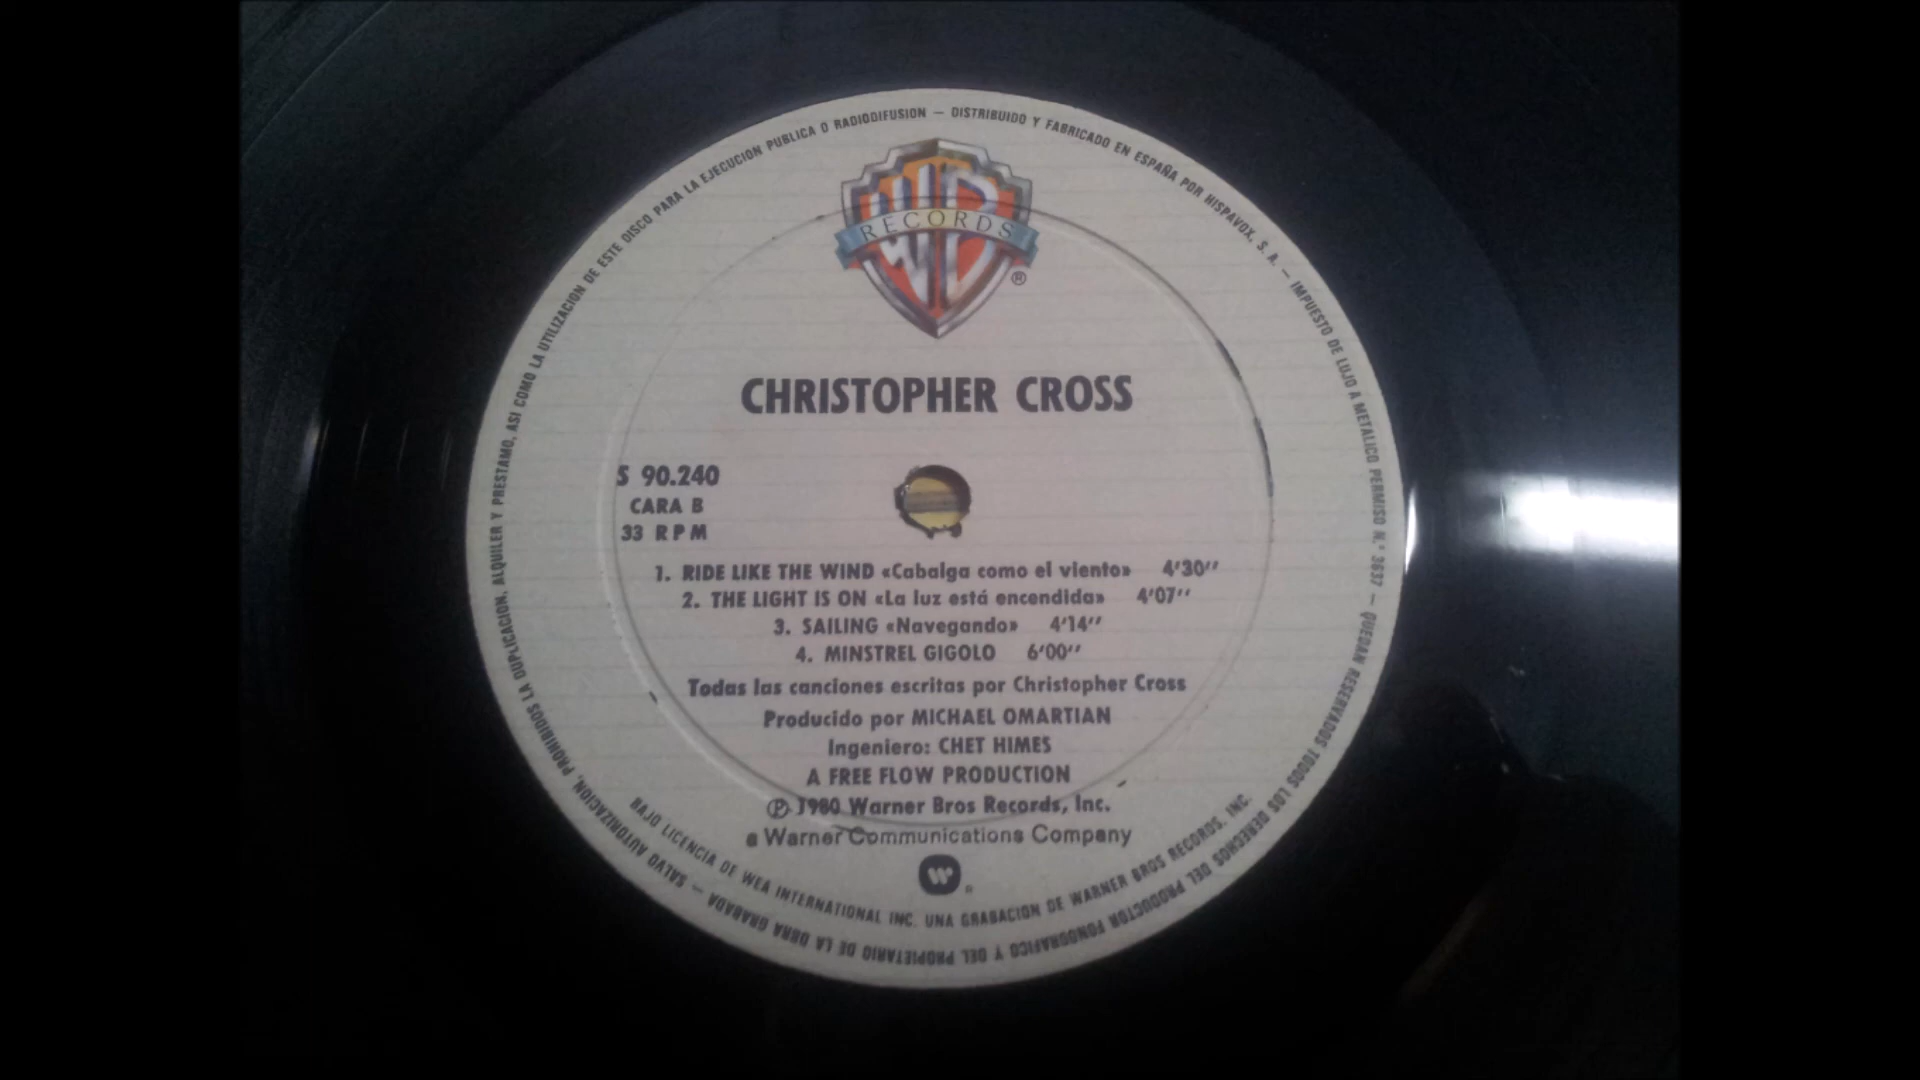 DISTRIBUIDO Y FABRICADO EN ESPAÑA POR HISPAVOX, S. A. – IMPUESTO DE LUJO A METALICO PERMISO N.º 3637 – QUEDAN RESERVADOS TODOS LOS DERECHOS DEL PRODUCTOR FONOGRAFICO Y DEL PROPIETARIO DE LA OBRA GRABADA – SALVO AUTORIZACION, PROHIBIDOS LA DUPLICACION, ALQUILER Y PRESTAMO, ASI COMO LA UTILIZACION DE ESTE DISCO PARA LA EJECUCION PUBLICA O RADIODIFUSION –
WB
RECORDS
®
CHRISTOPHER CROSS
S 90.240
CARA B
33 RPM
1. RIDE LIKE THE WIND «Cabalga como el viento» 4'30''
2. THE LIGHT IS ON «La luz está encendida» 4'07''
3. SAILING «Navegando» 4'14''
4. MINSTREL GIGOLO 6'00''
Todas las canciones escritas por Christopher Cross
Producido por MICHAEL OMARTIAN
Ingeniero: CHET HIMES
A FREE FLOW PRODUCTION
℗ 1980 Warner Bros Records, Inc.
a Warner Communications Company
BAJO LICENCIA DE WEA INTERNATIONAL INC. UNA GRABACION DE WARNER BROS RECORDS, INC.